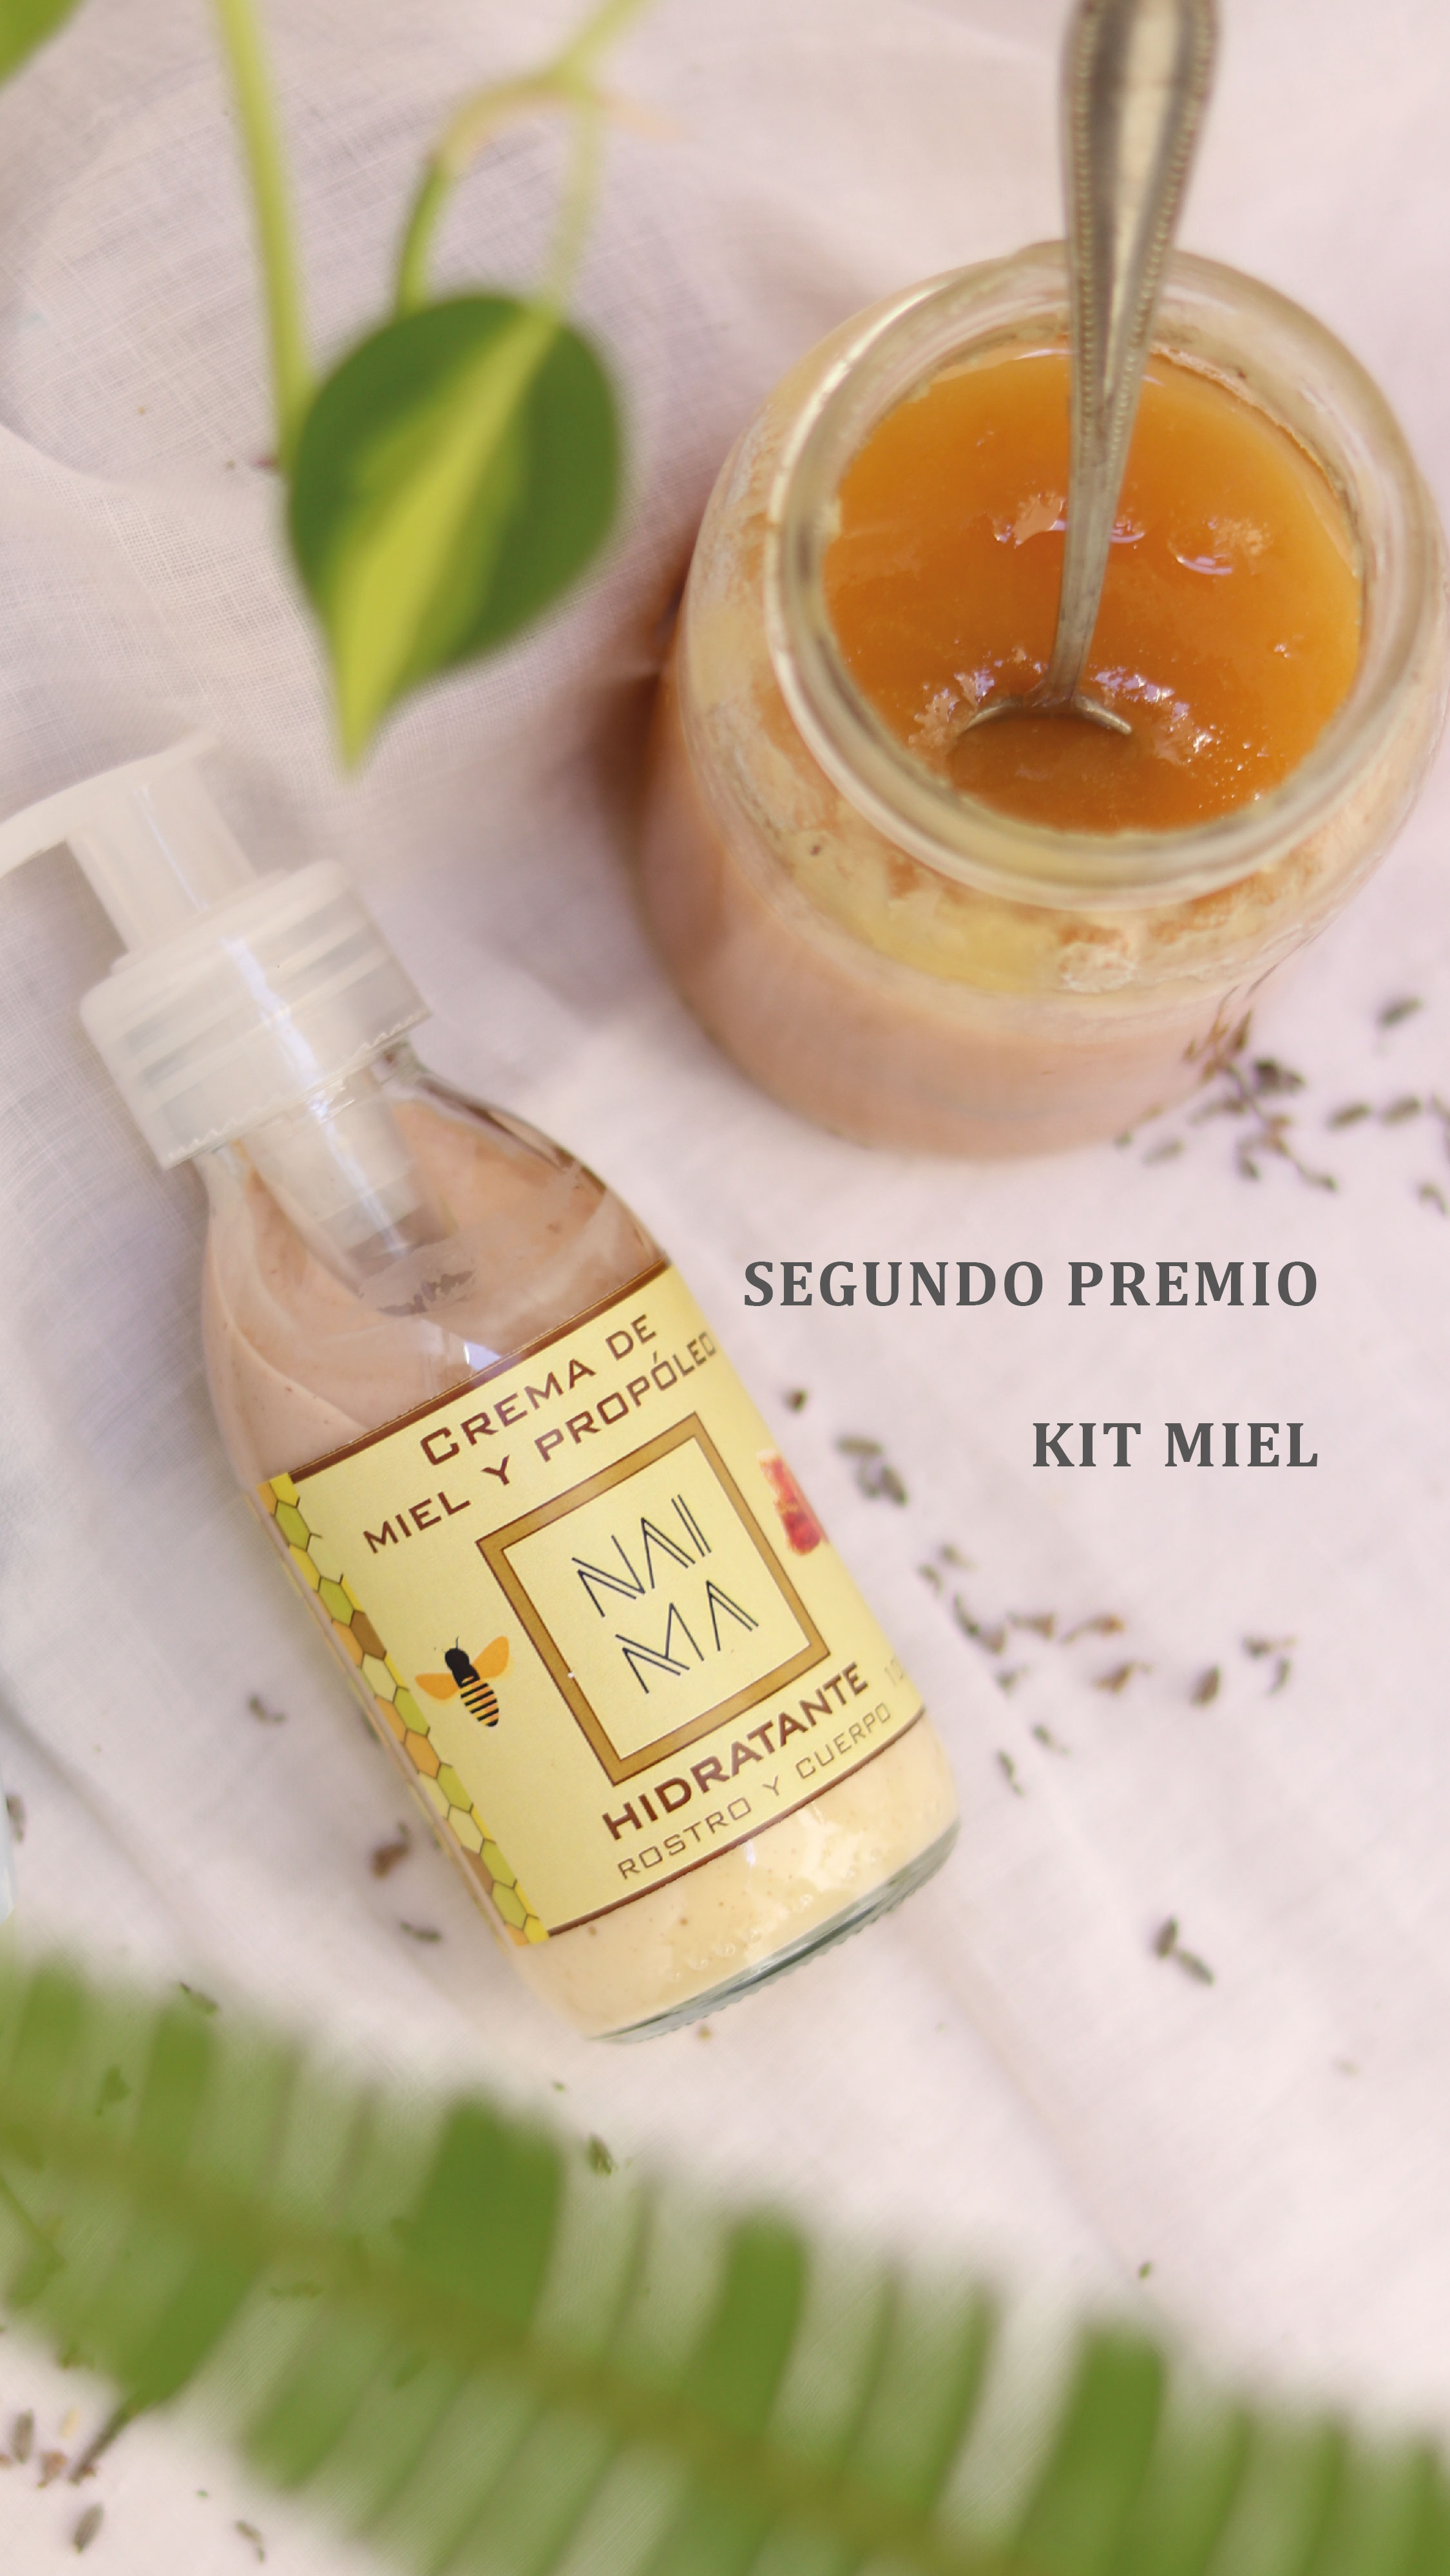 SEGUNDO PREMIO
KIT MIEL
CREMA DE
MIEL Y PROPÓLEO
NAI
MA
HIDRATANTE
ROSTRO Y CUERPO